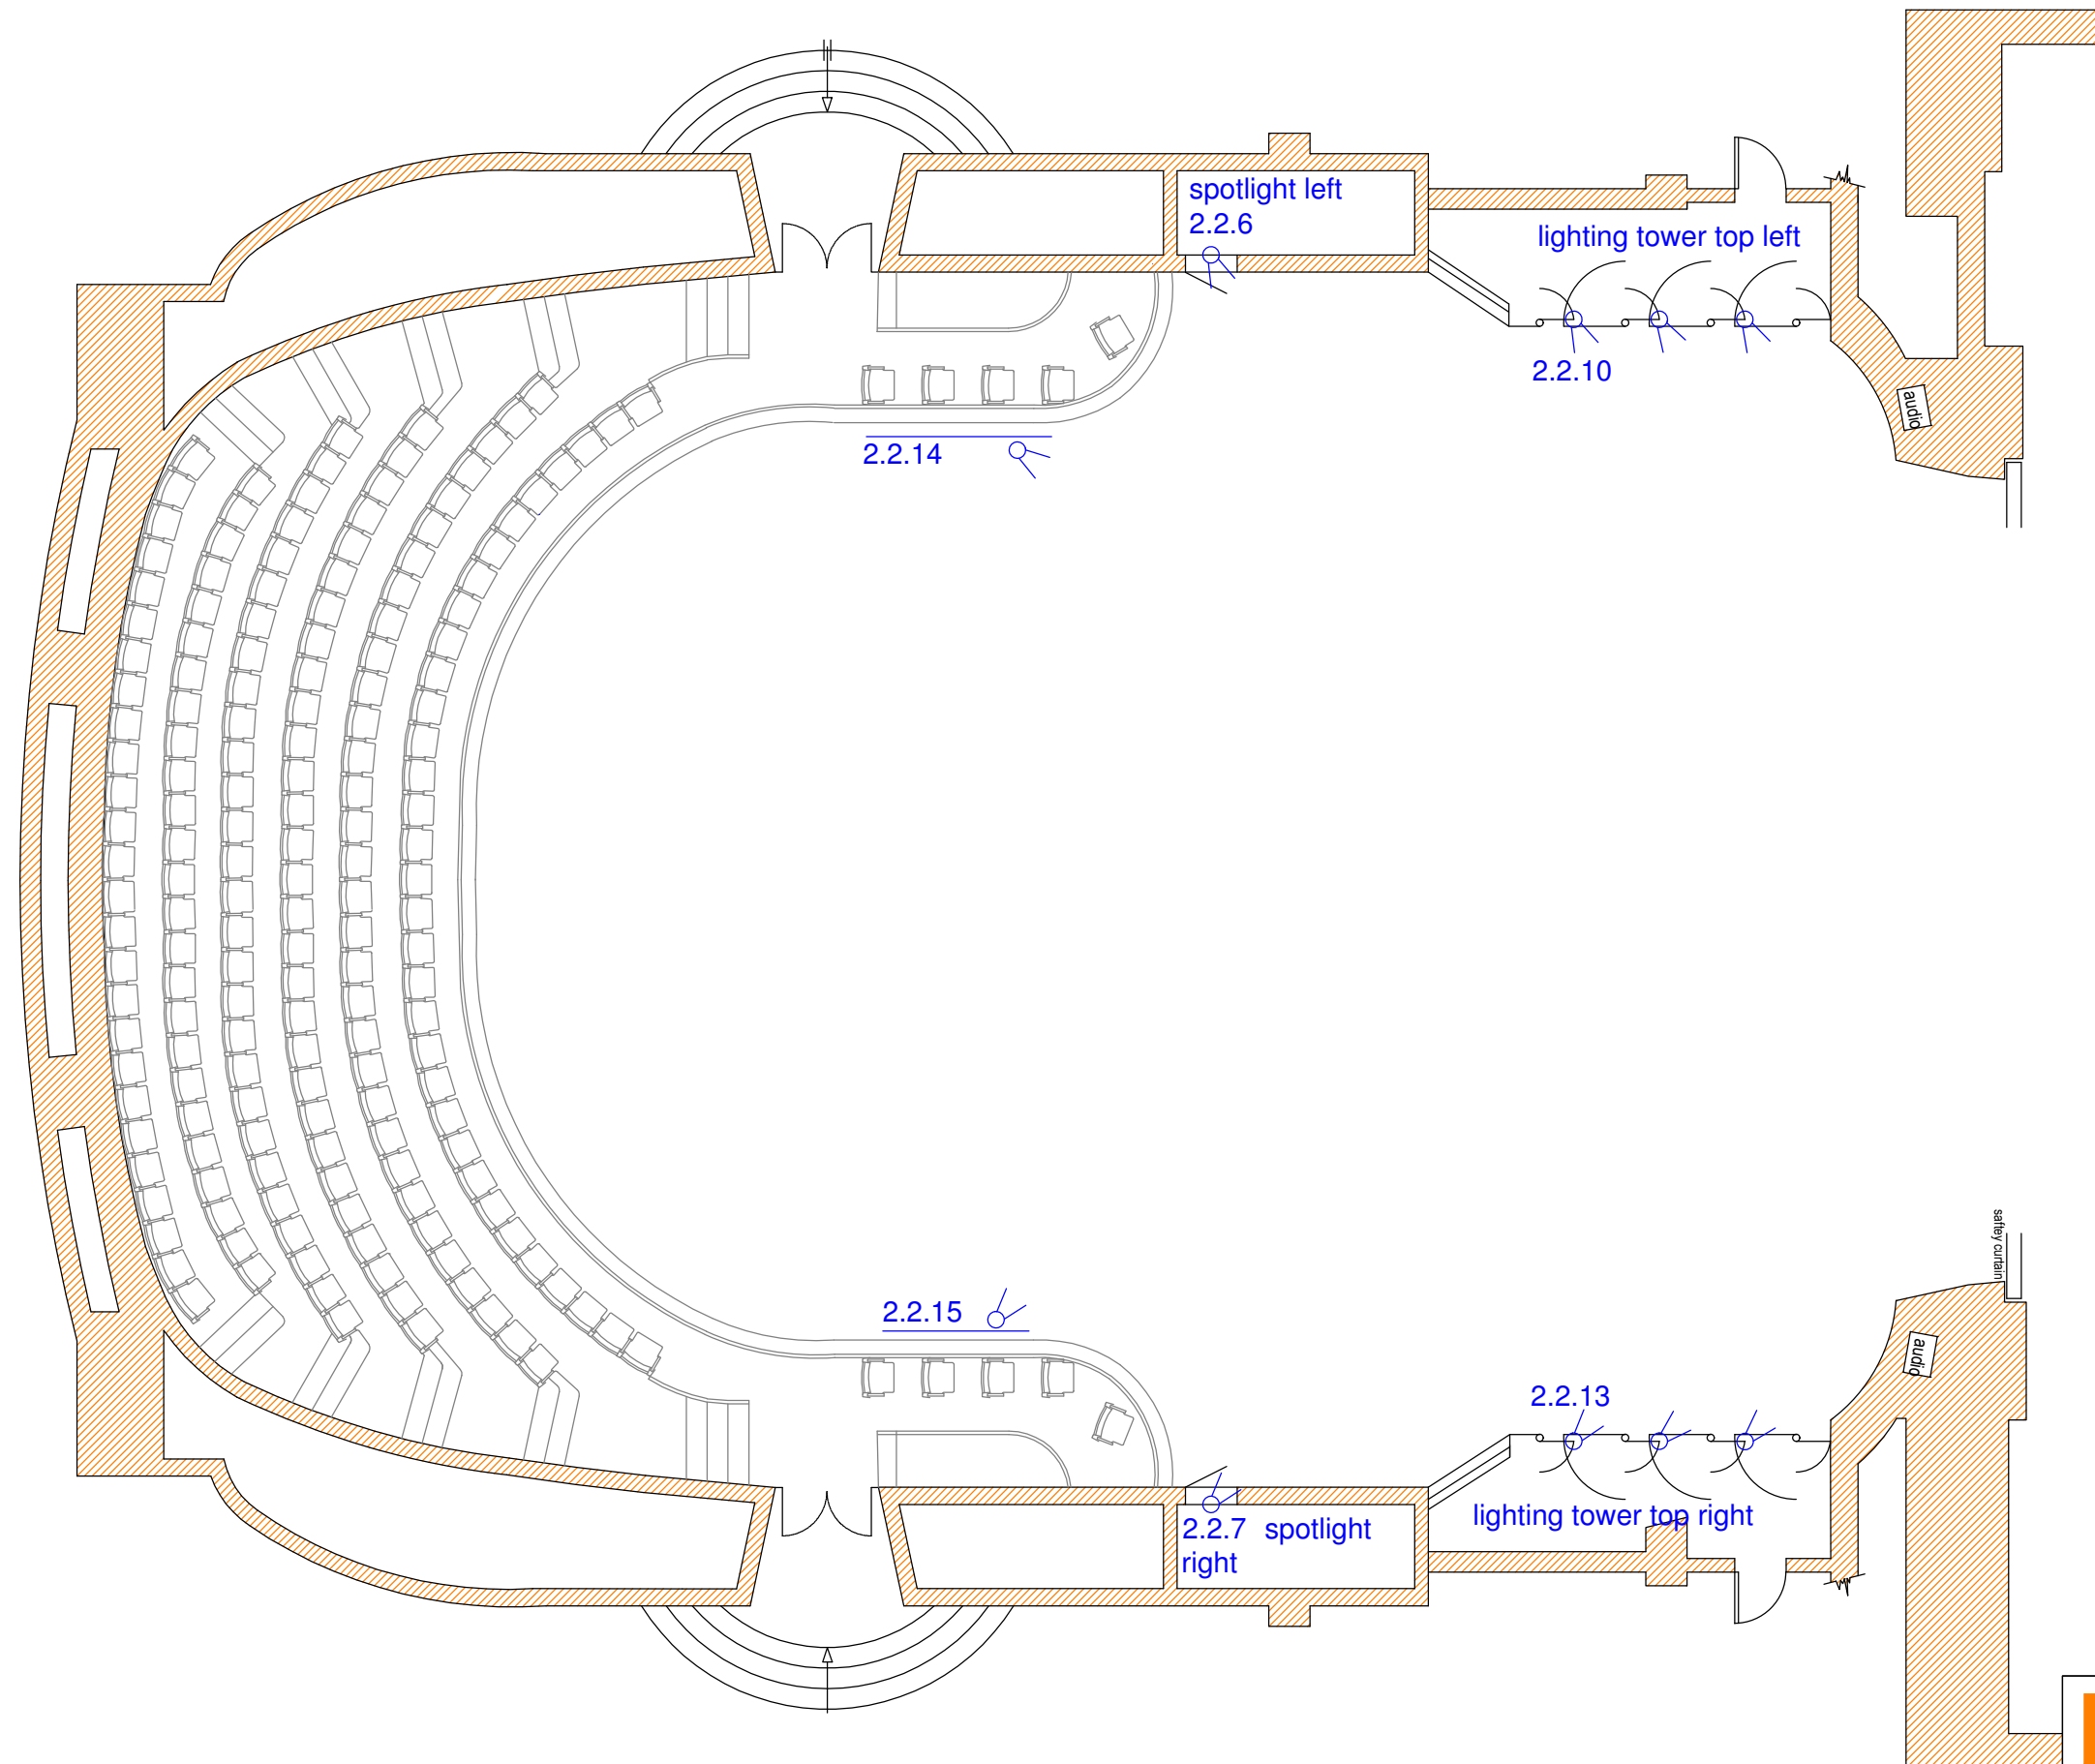 spotlight left
2.2.6
lighting tower top left
2.2.10
audio
2.2.14
saftey curtain
2.2.15
audio
2.2.13
lighting tower top right
2.2.7 spotlight
right